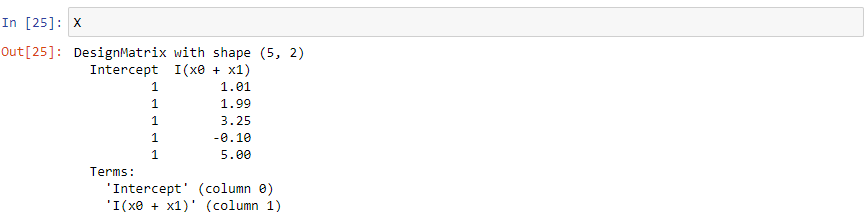 In [25]: X
Out[25]: DesignMatrix with shape (5, 2)
Intercept I(x0 + x1)
1 1.01
1 1.99
1 3.25
1 -0.10
1 5.00
Terms:
'Intercept' (column 0)
'I(x0 + x1)' (column 1)